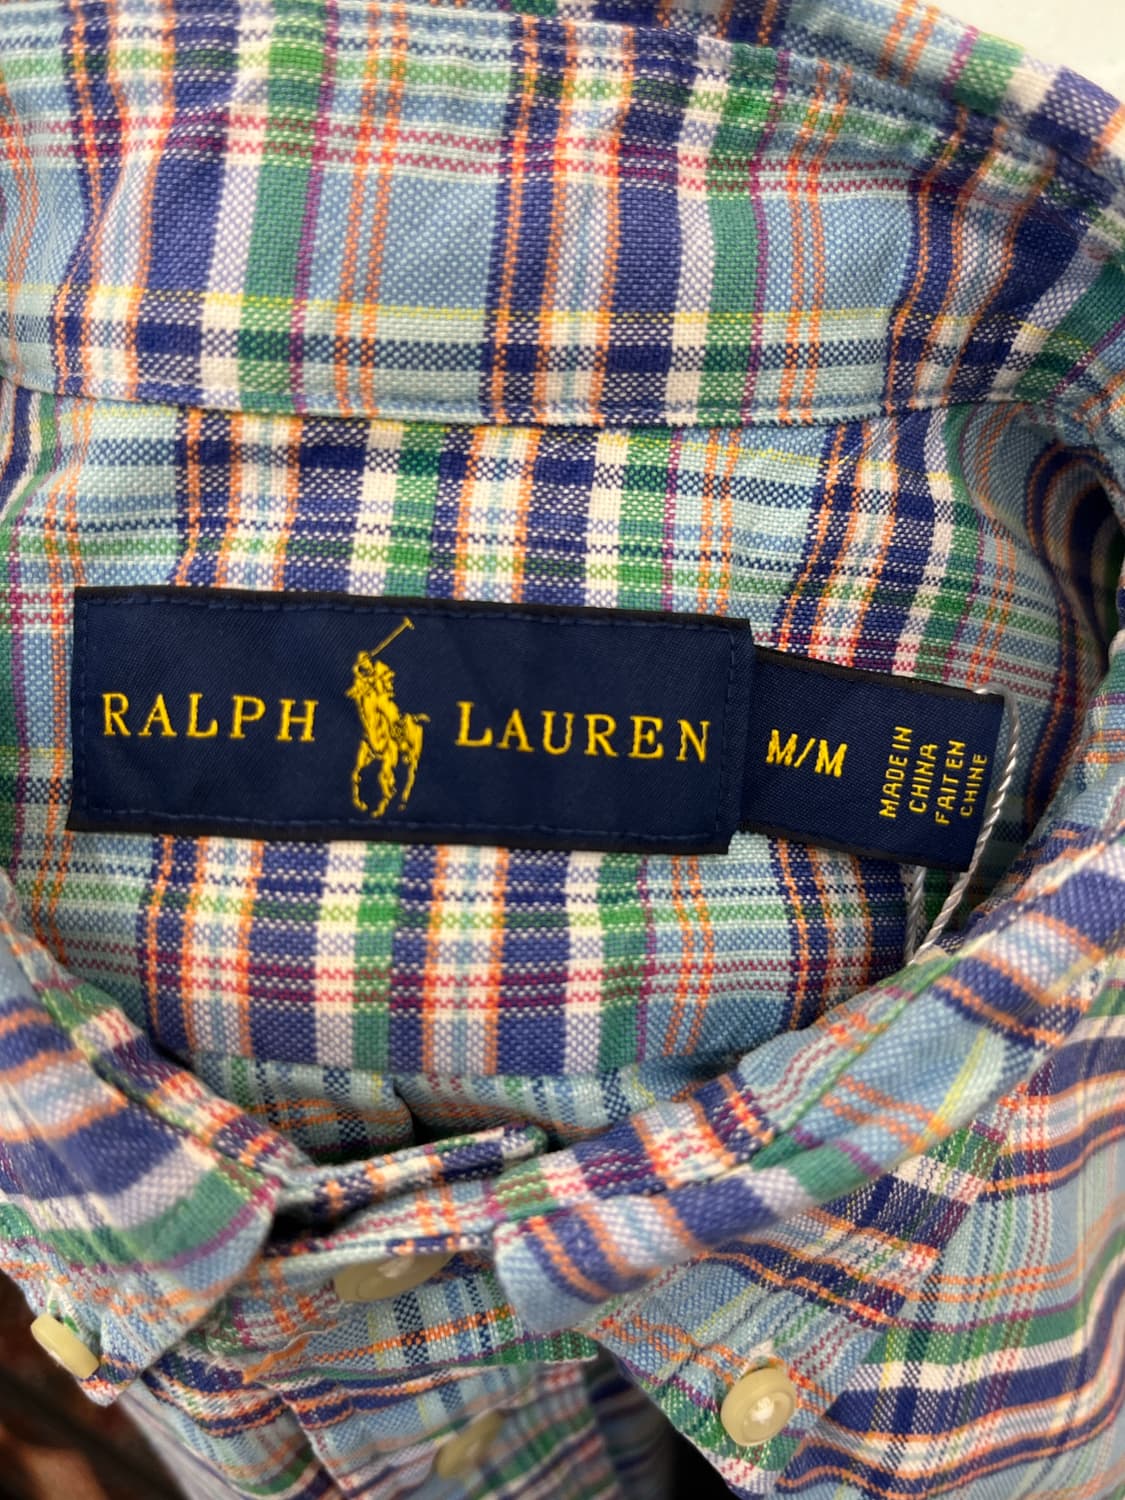 RALPH LAUREN
M/M
MADE IN
CHINA
FAIT EN
CHINE